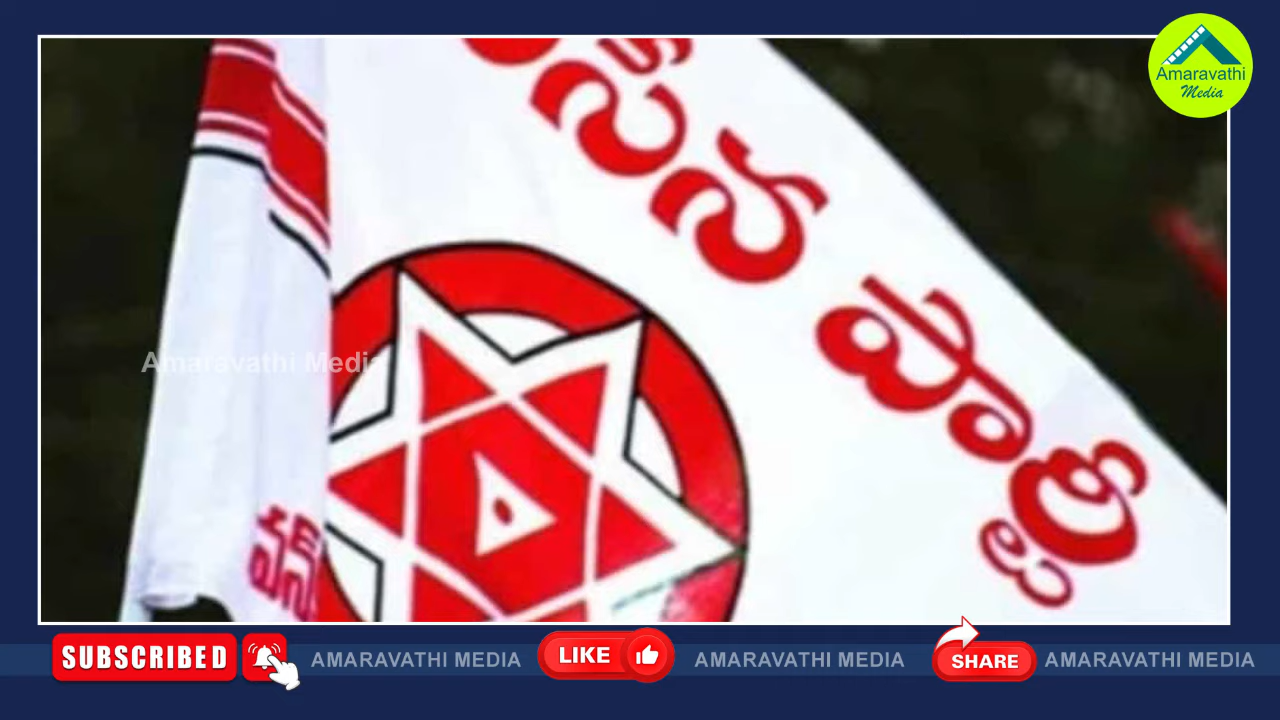 Amaravathi
Media
సేన పార్టీ
Amaravathi Media
SUBSCRIBED
AMARAVATHI MEDIA
LIKE
AMARAVATHI MEDIA
SHARE
AMARAVATHI MEDIA